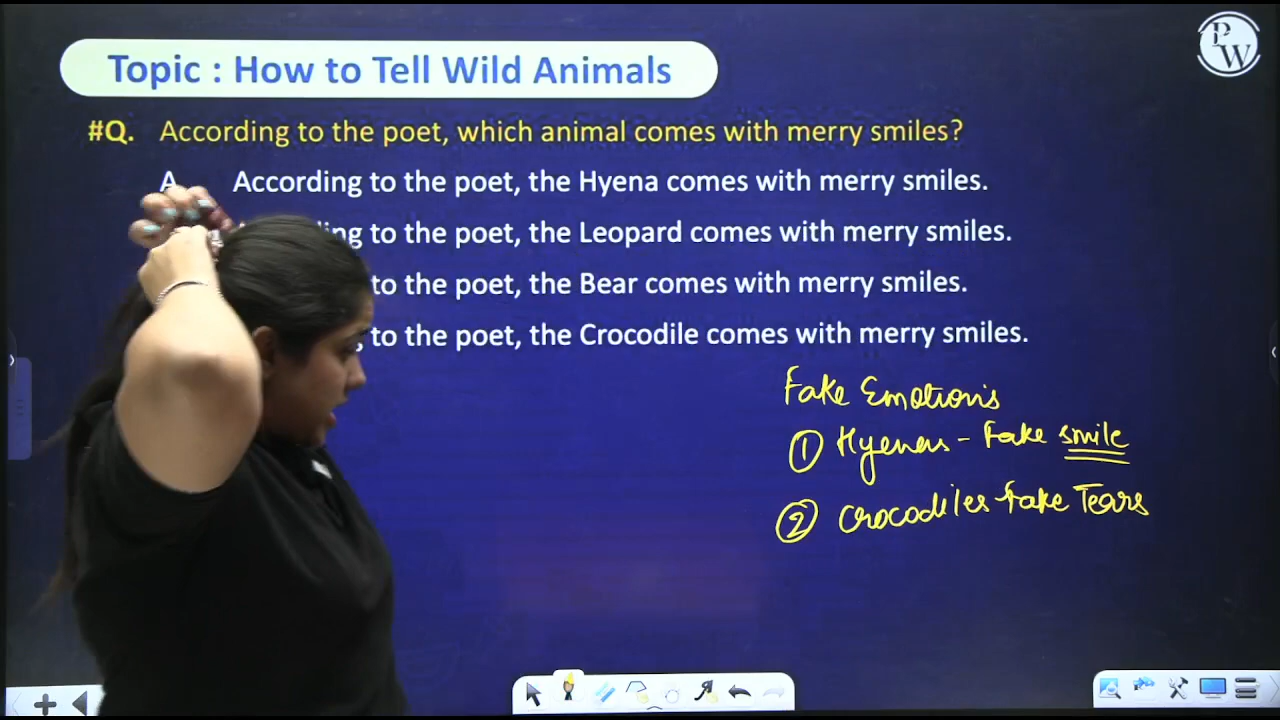 PW
Topic : How to Tell Wild Animals
#Q. According to the poet, which animal comes with merry smiles?
A. According to the poet, the Hyena comes with merry smiles.
to the poet, the Leopard comes with merry smiles.
to the poet, the Bear comes with merry smiles.
to the poet, the Crocodile comes with merry smiles.
Fake Emotions
① Hyenas - Fake smile
② Crocodiles - fake Tears